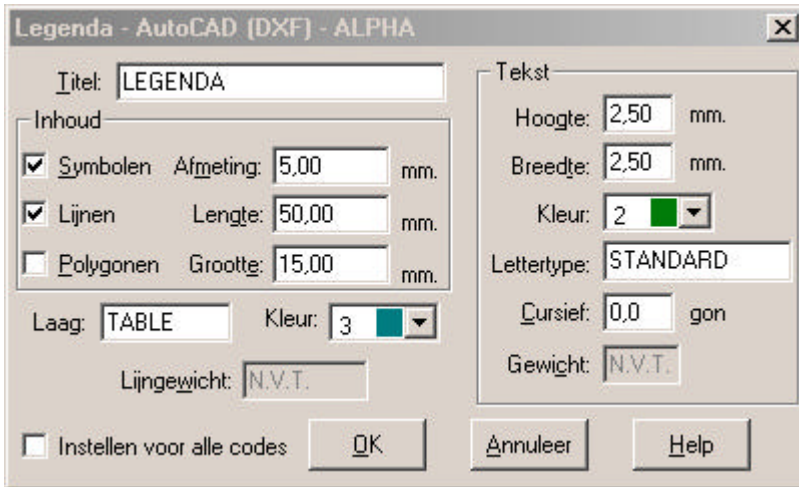 Legenda - AutoCAD (DXF) - ALPHA
Titel: LEGENDA
Inhoud
Symbolen Afmeting: 5,00 mm.
Lijnen Lengte: 50,00 mm.
Polygonen Grootte: 15,00 mm.
Laag: TABLE Kleur: 3
Lijngewicht: N.V.T.
Tekst
Hoogte: 2,50 mm.
Breedte: 2,50 mm.
Kleur: 2
Lettertype: STANDARD
Cursief: 0,0 gon
Gewicht: N.V.T.
Instellen voor alle codes OK Annuleer Help